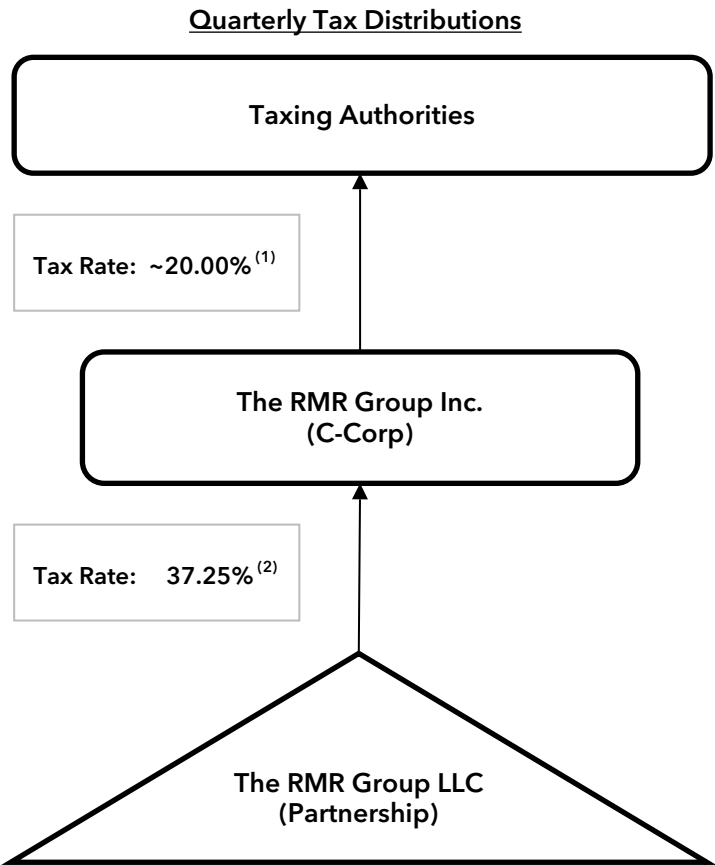 Quarterly Tax Distributions
Taxing Authorities
Tax Rate: ~20.00% (1)
The RMR Group Inc.
(C-Corp)
Tax Rate: 37.25% (2)
The RMR Group LLC
(Partnership)